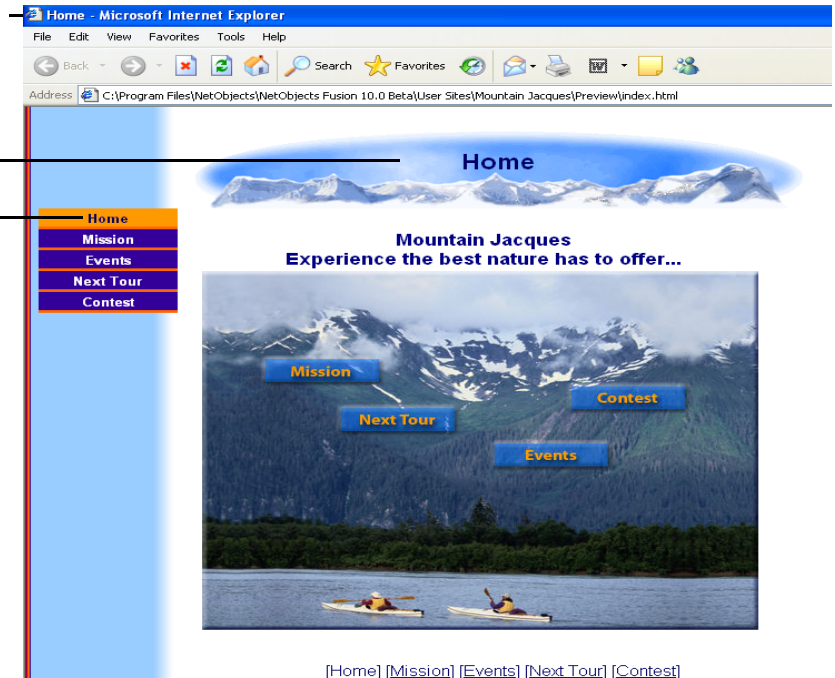 Home - Microsoft Internet Explorer
File Edit View Favorites Tools Help
Back Search Favorites W
Address C:\Program Files\NetObjects\NetObjects Fusion 10.0 Beta\User Sites\Mountain Jacques\Preview\index.html
Home
Home
Mission
Events
Next Tour
Contest
Mountain Jacques
Experience the best nature has to offer...
Mission
Contest
Next Tour
Events
[Home] [Mission] [Events] [Next Tour] [Contest]